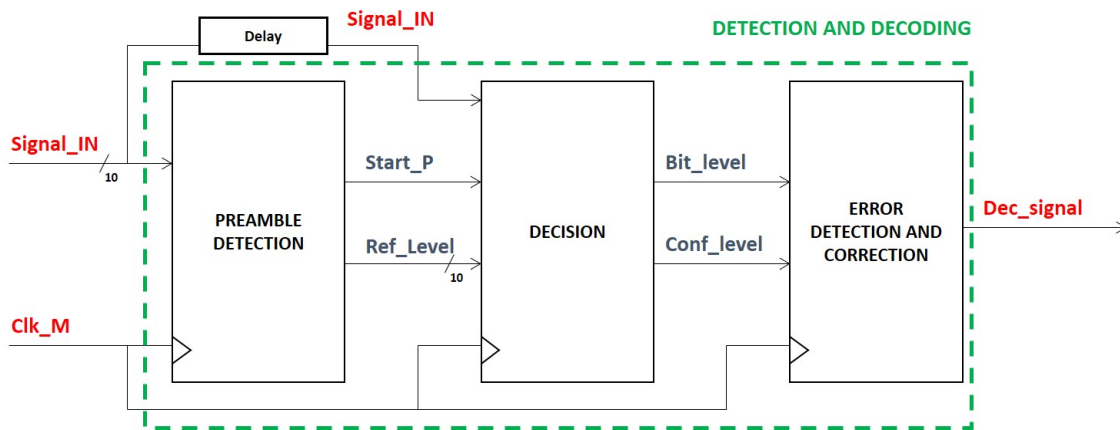 Signal_IN
DETECTION AND DECODING
Delay
Signal_IN
10
Start_P
Bit_level
PREAMBLE
DETECTION
Ref_Level
10
DECISION
Conf_level
ERROR
DETECTION AND
CORRECTION
Dec_signal
Clk_M